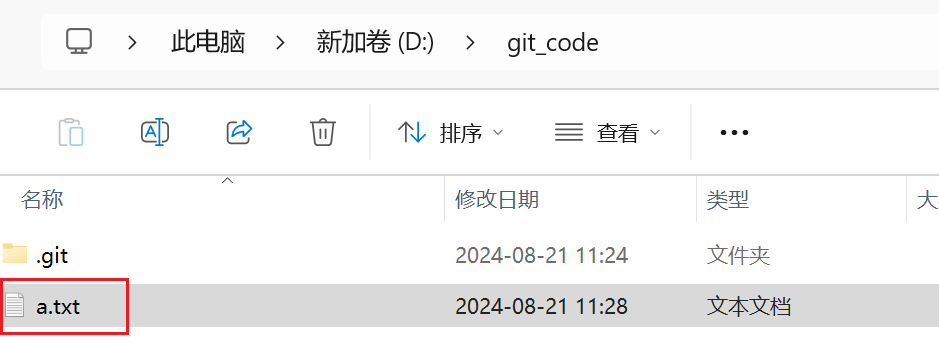 此电脑 > 新加卷 (D:) > git_code
排序 查看 •••
名称 修改日期 类型 大
.git 2024-08-21 11:24 文件夹
a.txt 2024-08-21 11:28 文本文档